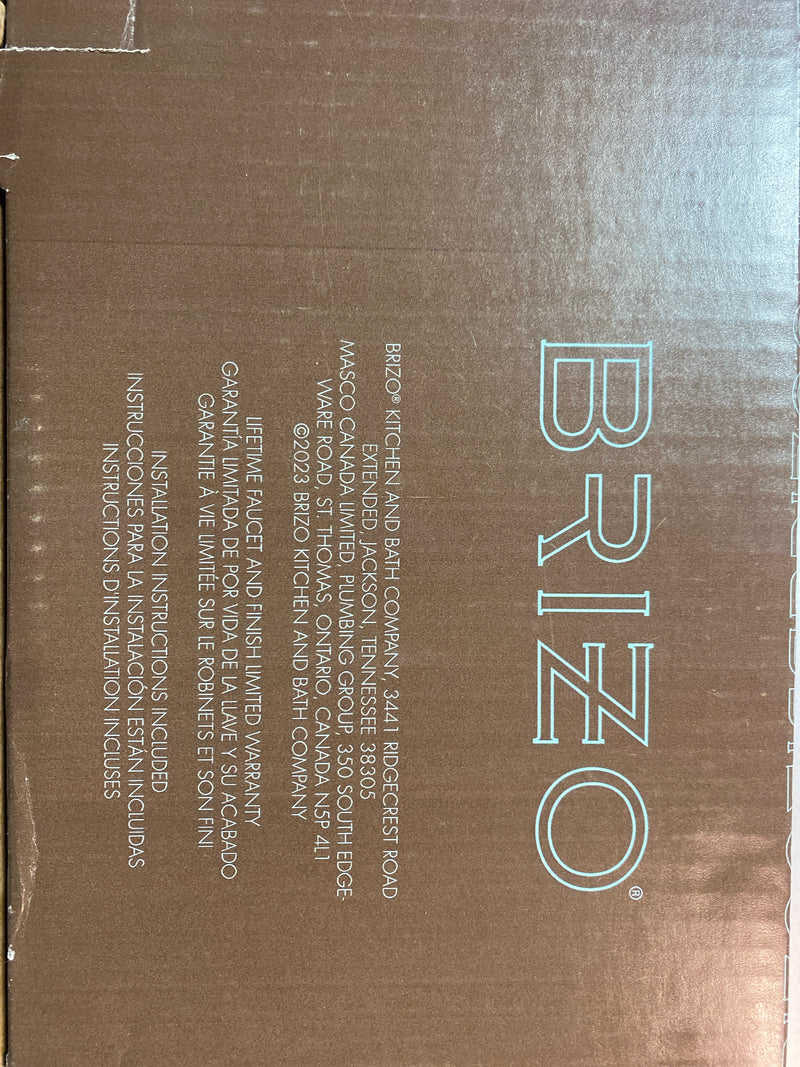 BRIZO®
BRIZO® KITCHEN AND BATH COMPANY, 3441 RIDGECREST ROAD
EXTENDED, JACKSON, TENNESSEE 38305
MASCO CANADA LIMITED, PLUMBING GROUP, 350 SOUTH EDGE-
WARE ROAD, ST. THOMAS, ONTARIO, CANADA N5P 4L1
©2023 BRIZO KITCHEN AND BATH COMPANY
LIFETIME FAUCET AND FINISH LIMITED WARRANTY
GARANTÍA LIMITADA DE POR VIDA DE LA LLAVE Y SU ACABADO
GARANTIE À VIE LIMITÉE SUR LE ROBINETS ET SON FINI
INSTALLATION INSTRUCTIONS INCLUDED
INSTRUCCIONES PARA LA INSTALACIÓN ESTÁN INCLUIDAS
INSTRUCTIONS D'INSTALLATION INCLUSES